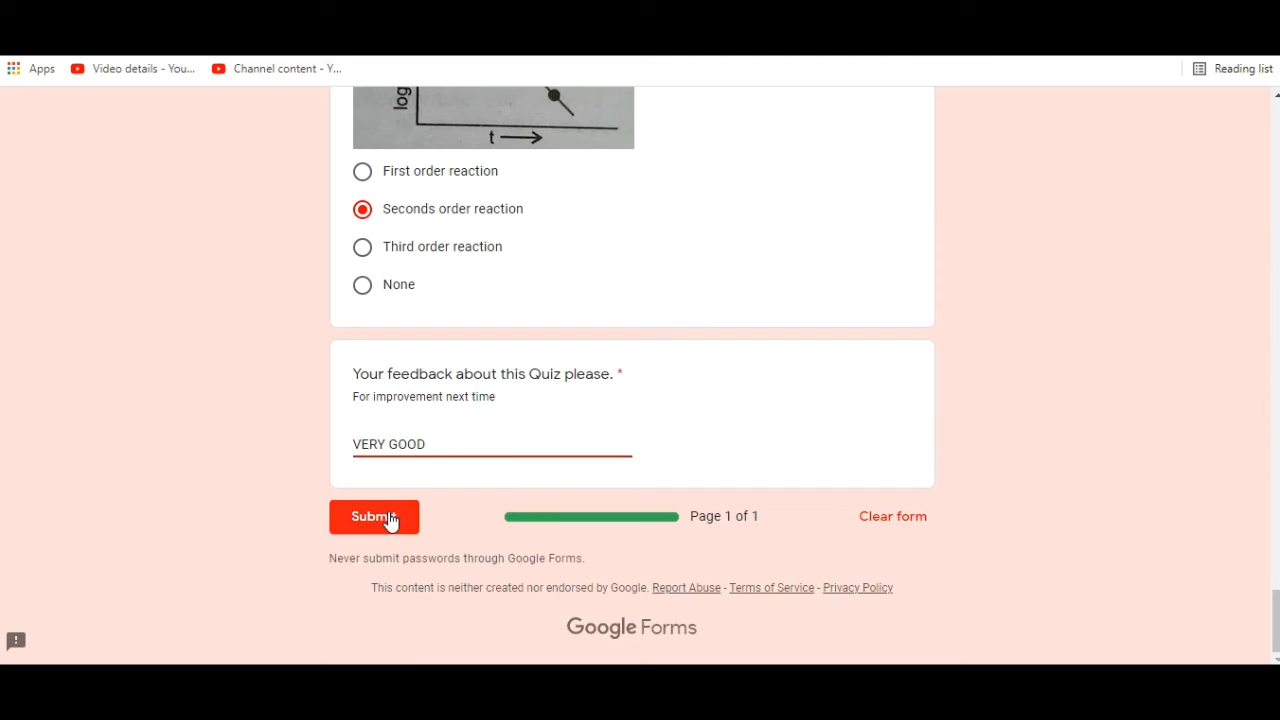 Apps
Video details - You...
Channel content - Y...
Reading list
log
t
First order reaction
Seconds order reaction
Third order reaction
None
Your feedback about this Quiz please. *
For improvement next time
VERY GOOD
Submit
Page 1 of 1
Clear form
Never submit passwords through Google Forms.
This content is neither created nor endorsed by Google. Report Abuse - Terms of Service - Privacy Policy
Google Forms